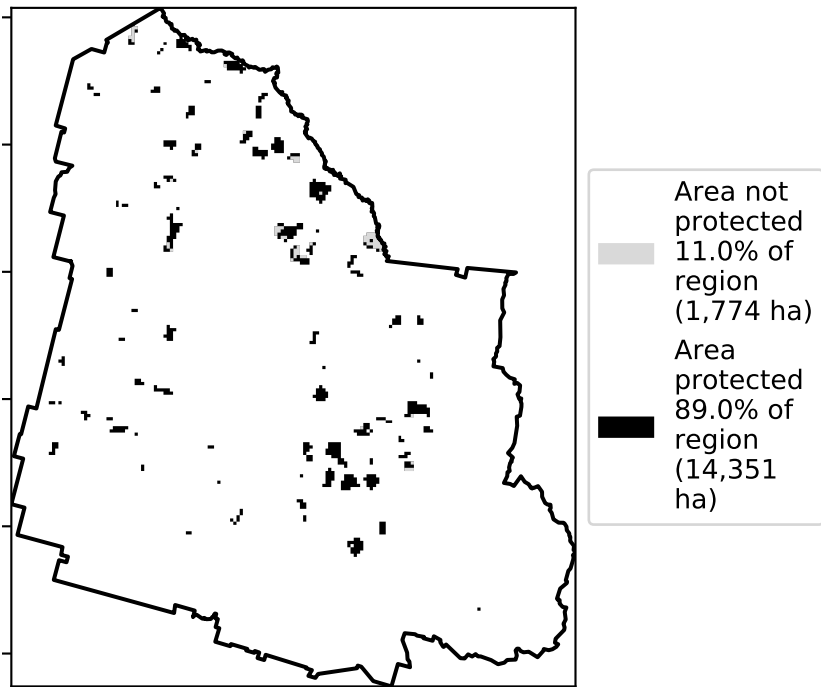 Area not
protected
11.0% of
region
(1,774 ha)
Area
protected
89.0% of
region
(14,351
ha)